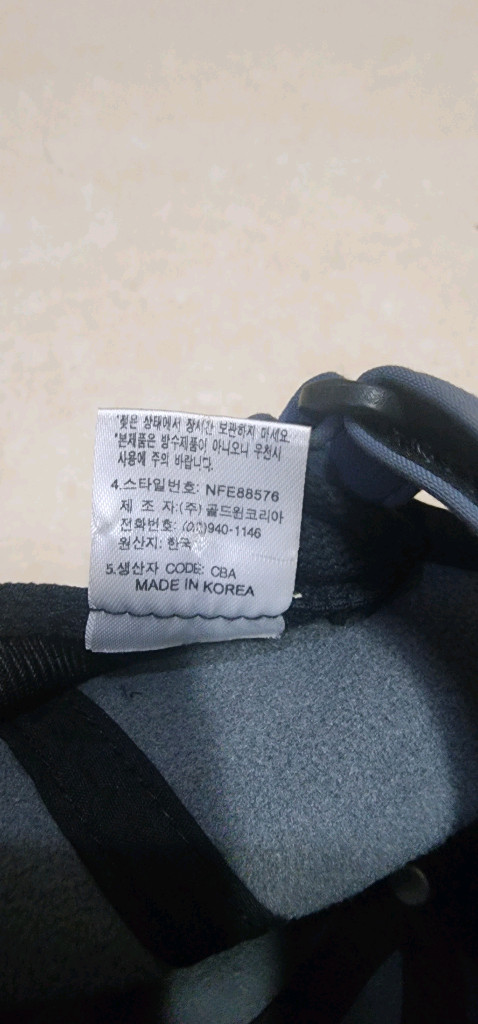 *젖은 상태에서 장시간 보관하지 마세요.
*본제품은 방수제품이 아니오니 우천시
사용에 주의 바랍니다.
4.스타일번호: NFE88576
제 조 자:(주) 골드윈코리아
전화번호: 940-1146
원산지: 한국
5.생산자 CODE: CBA
MADE IN KOREA